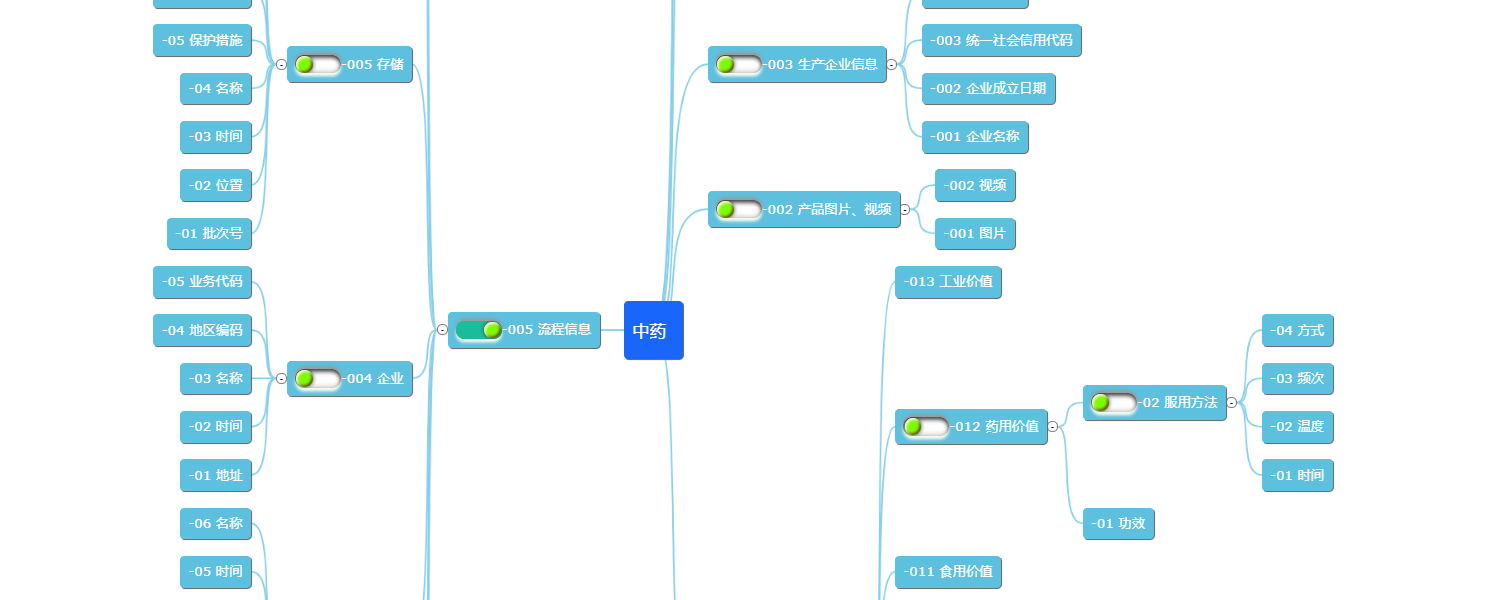 -05 保护措施
-04 名称
-03 时间
-02 位置
-01 批次号
-005 存储
-05 业务代码
-04 地区编码
-03 名称
-02 时间
-01 地址
-004 企业
-06 名称
-05 时间
-005 流程信息
中药
-003 生产企业信息
-003 统一社会信用代码
-002 企业成立日期
-001 企业名称
-002 产品图片、视频
-002 视频
-001 图片
-013 工业价值
-012 药用价值
-02 服用方法
-04 方式
-03 频次
-02 温度
-01 时间
-01 功效
-011 食用价值